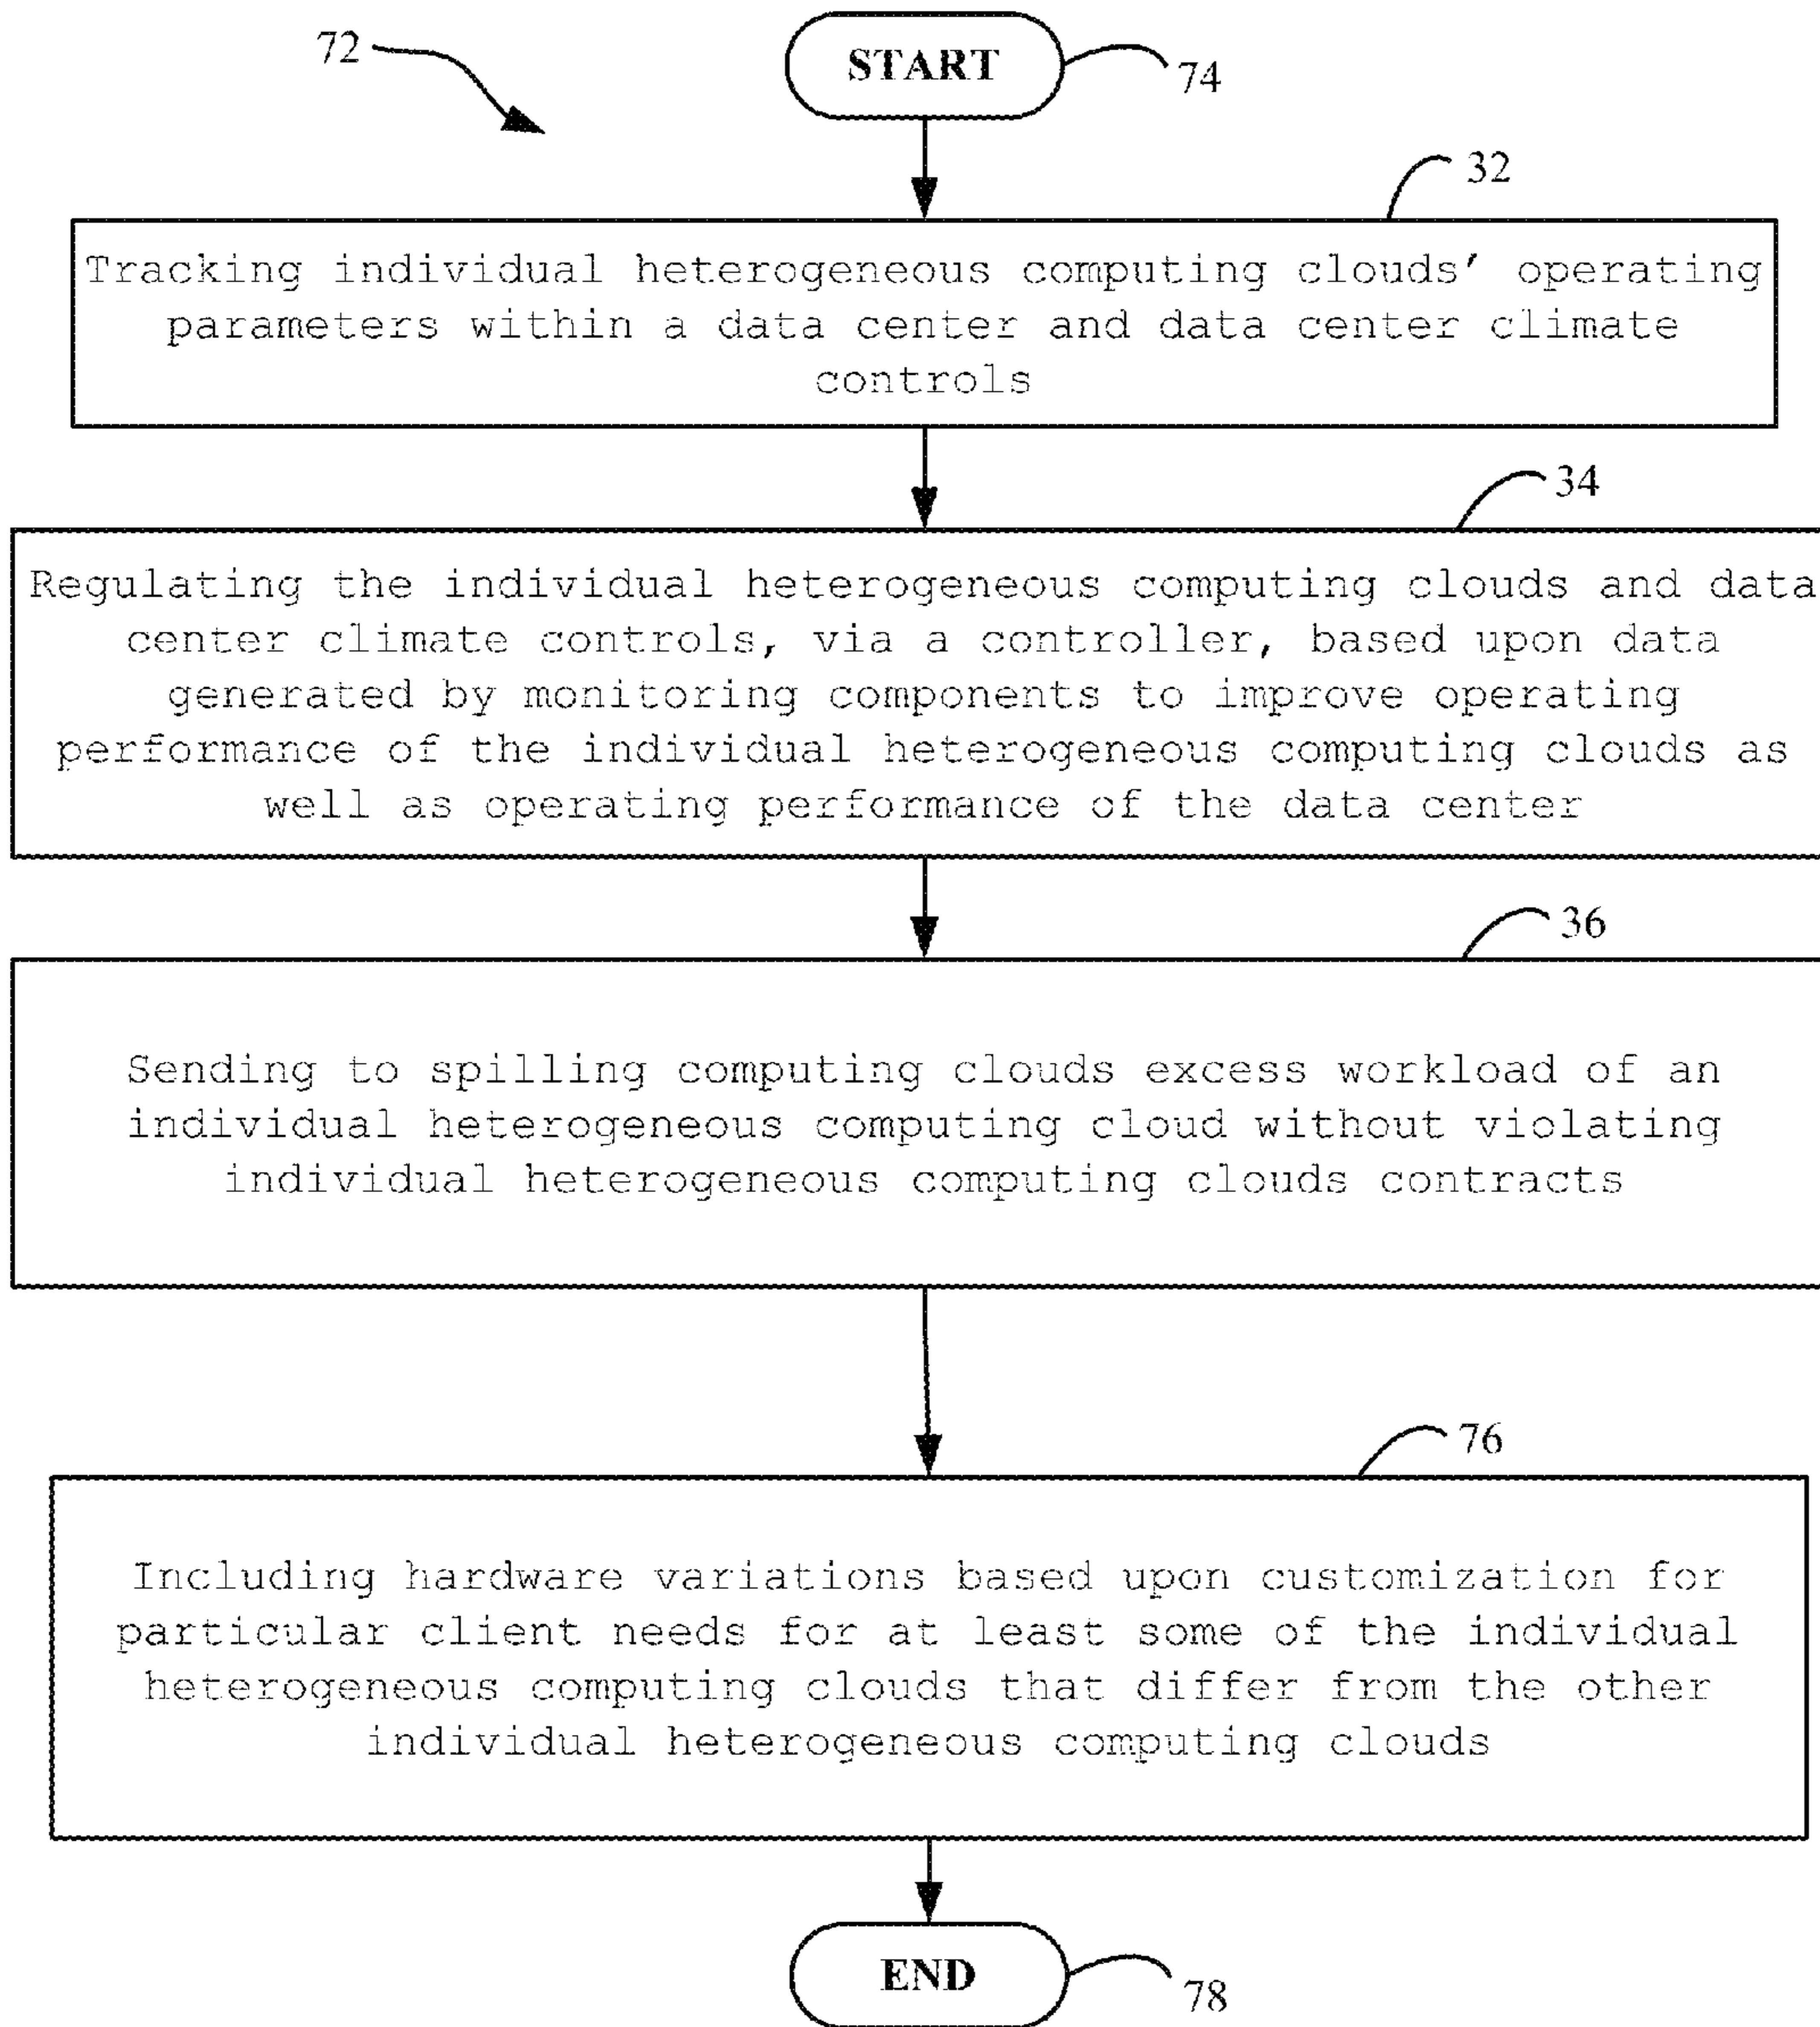 72
START
74
32
Tracking individual heterogeneous computing clouds' operating
parameters within a data center and data center climate
controls
34
Regulating the individual heterogeneous computing clouds and data
center climate controls, via a controller, based upon data
generated by monitoring components to improve operating
performance of the individual heterogeneous computing clouds as
well as operating performance of the data center
36
Sending to spilling computing clouds excess workload of an
individual heterogeneous computing cloud without violating
individual heterogeneous computing clouds contracts
76
Including hardware variations based upon customization for
particular client needs for at least some of the individual
heterogeneous computing clouds that differ from the other
individual heterogeneous computing clouds
END
78